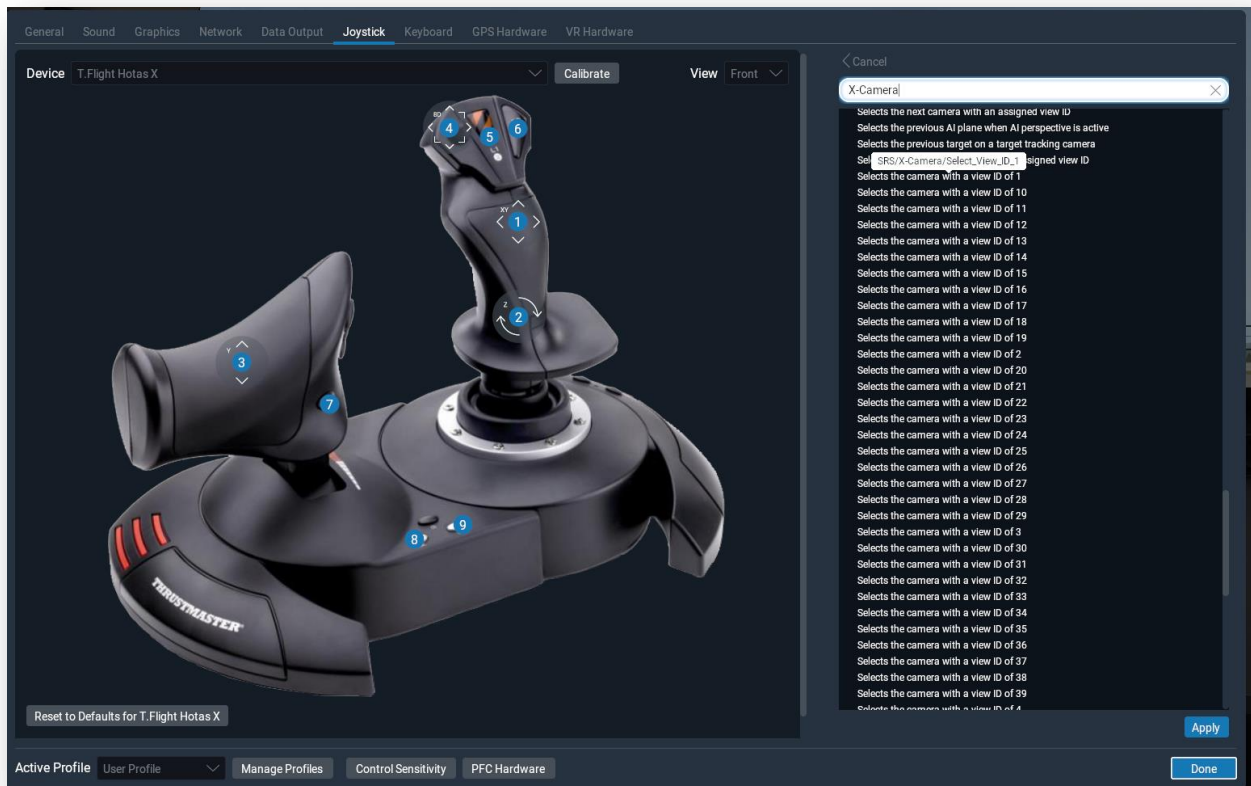 General Sound Graphics Network Data Output Joystick Keyboard GPS Hardware VR Hardware
Device T.Flight Hotas X Calibrate View Front
Cancel
X-Camera
Selects the next camera with an assigned view ID
Selects the previous AI plane when AI perspective is active
Selects the previous target on a target tracking camera
Sel SRS/X-Camera/Select_View_ID_1 signed view ID
Selects the camera with a view ID of 1
Selects the camera with a view ID of 10
Selects the camera with a view ID of 11
Selects the camera with a view ID of 12
Selects the camera with a view ID of 13
Selects the camera with a view ID of 14
Selects the camera with a view ID of 15
Selects the camera with a view ID of 16
Selects the camera with a view ID of 17
Selects the camera with a view ID of 18
Selects the camera with a view ID of 19
Selects the camera with a view ID of 2
Selects the camera with a view ID of 20
Selects the camera with a view ID of 21
Selects the camera with a view ID of 22
Selects the camera with a view ID of 23
Selects the camera with a view ID of 24
Selects the camera with a view ID of 25
Selects the camera with a view ID of 26
Selects the camera with a view ID of 27
Selects the camera with a view ID of 28
Selects the camera with a view ID of 29
Selects the camera with a view ID of 3
Selects the camera with a view ID of 30
Selects the camera with a view ID of 31
Selects the camera with a view ID of 32
Selects the camera with a view ID of 33
Selects the camera with a view ID of 34
Selects the camera with a view ID of 35
Selects the camera with a view ID of 36
Selects the camera with a view ID of 37
Selects the camera with a view ID of 38
Selects the camera with a view ID of 39
Selects the camera with a view ID of 4
4
5
6
XY
1
Z
2
Y
3
7
8
9
THRUSTMASTER
Reset to Defaults for T.Flight Hotas X
Apply
Active Profile User Profile Manage Profiles Control Sensitivity PFC Hardware Done